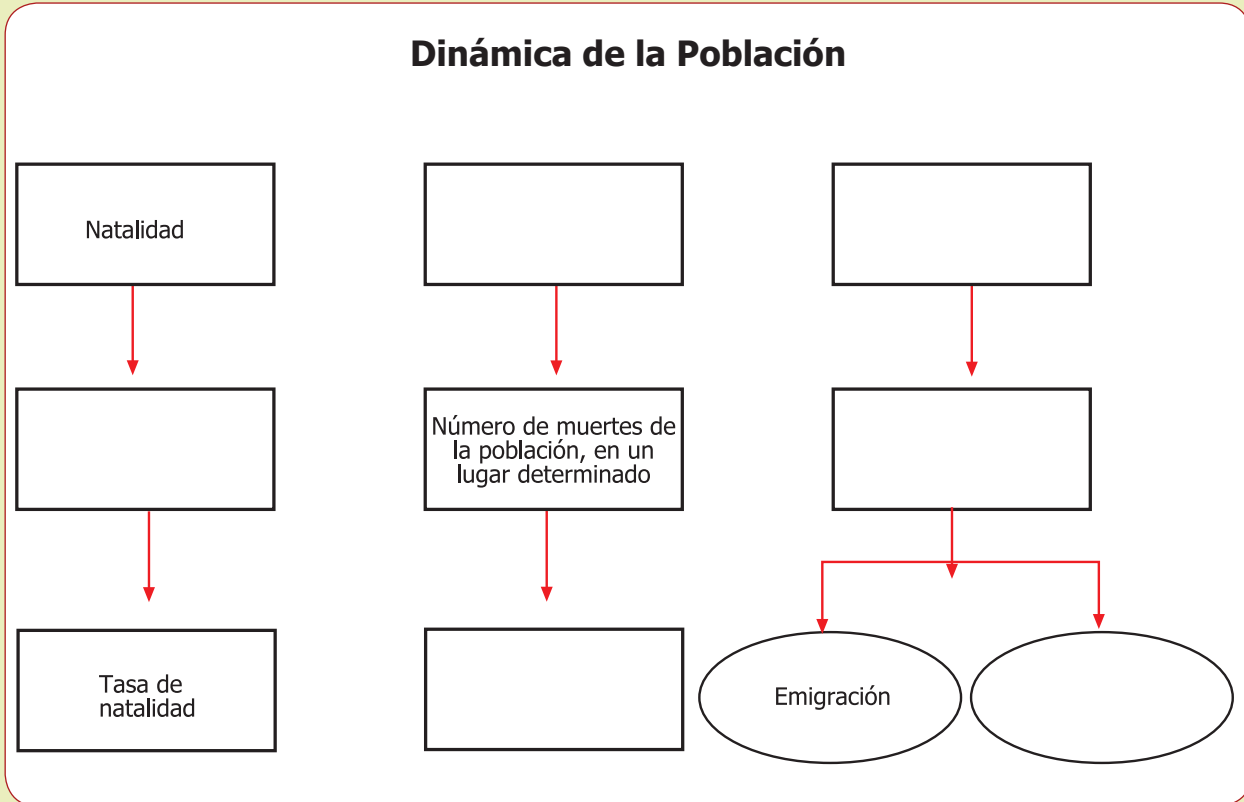 Dinámica de la Población
Natalidad
Número de muertes de
la población, en un
lugar determinado
Tasa de
natalidad
Emigración